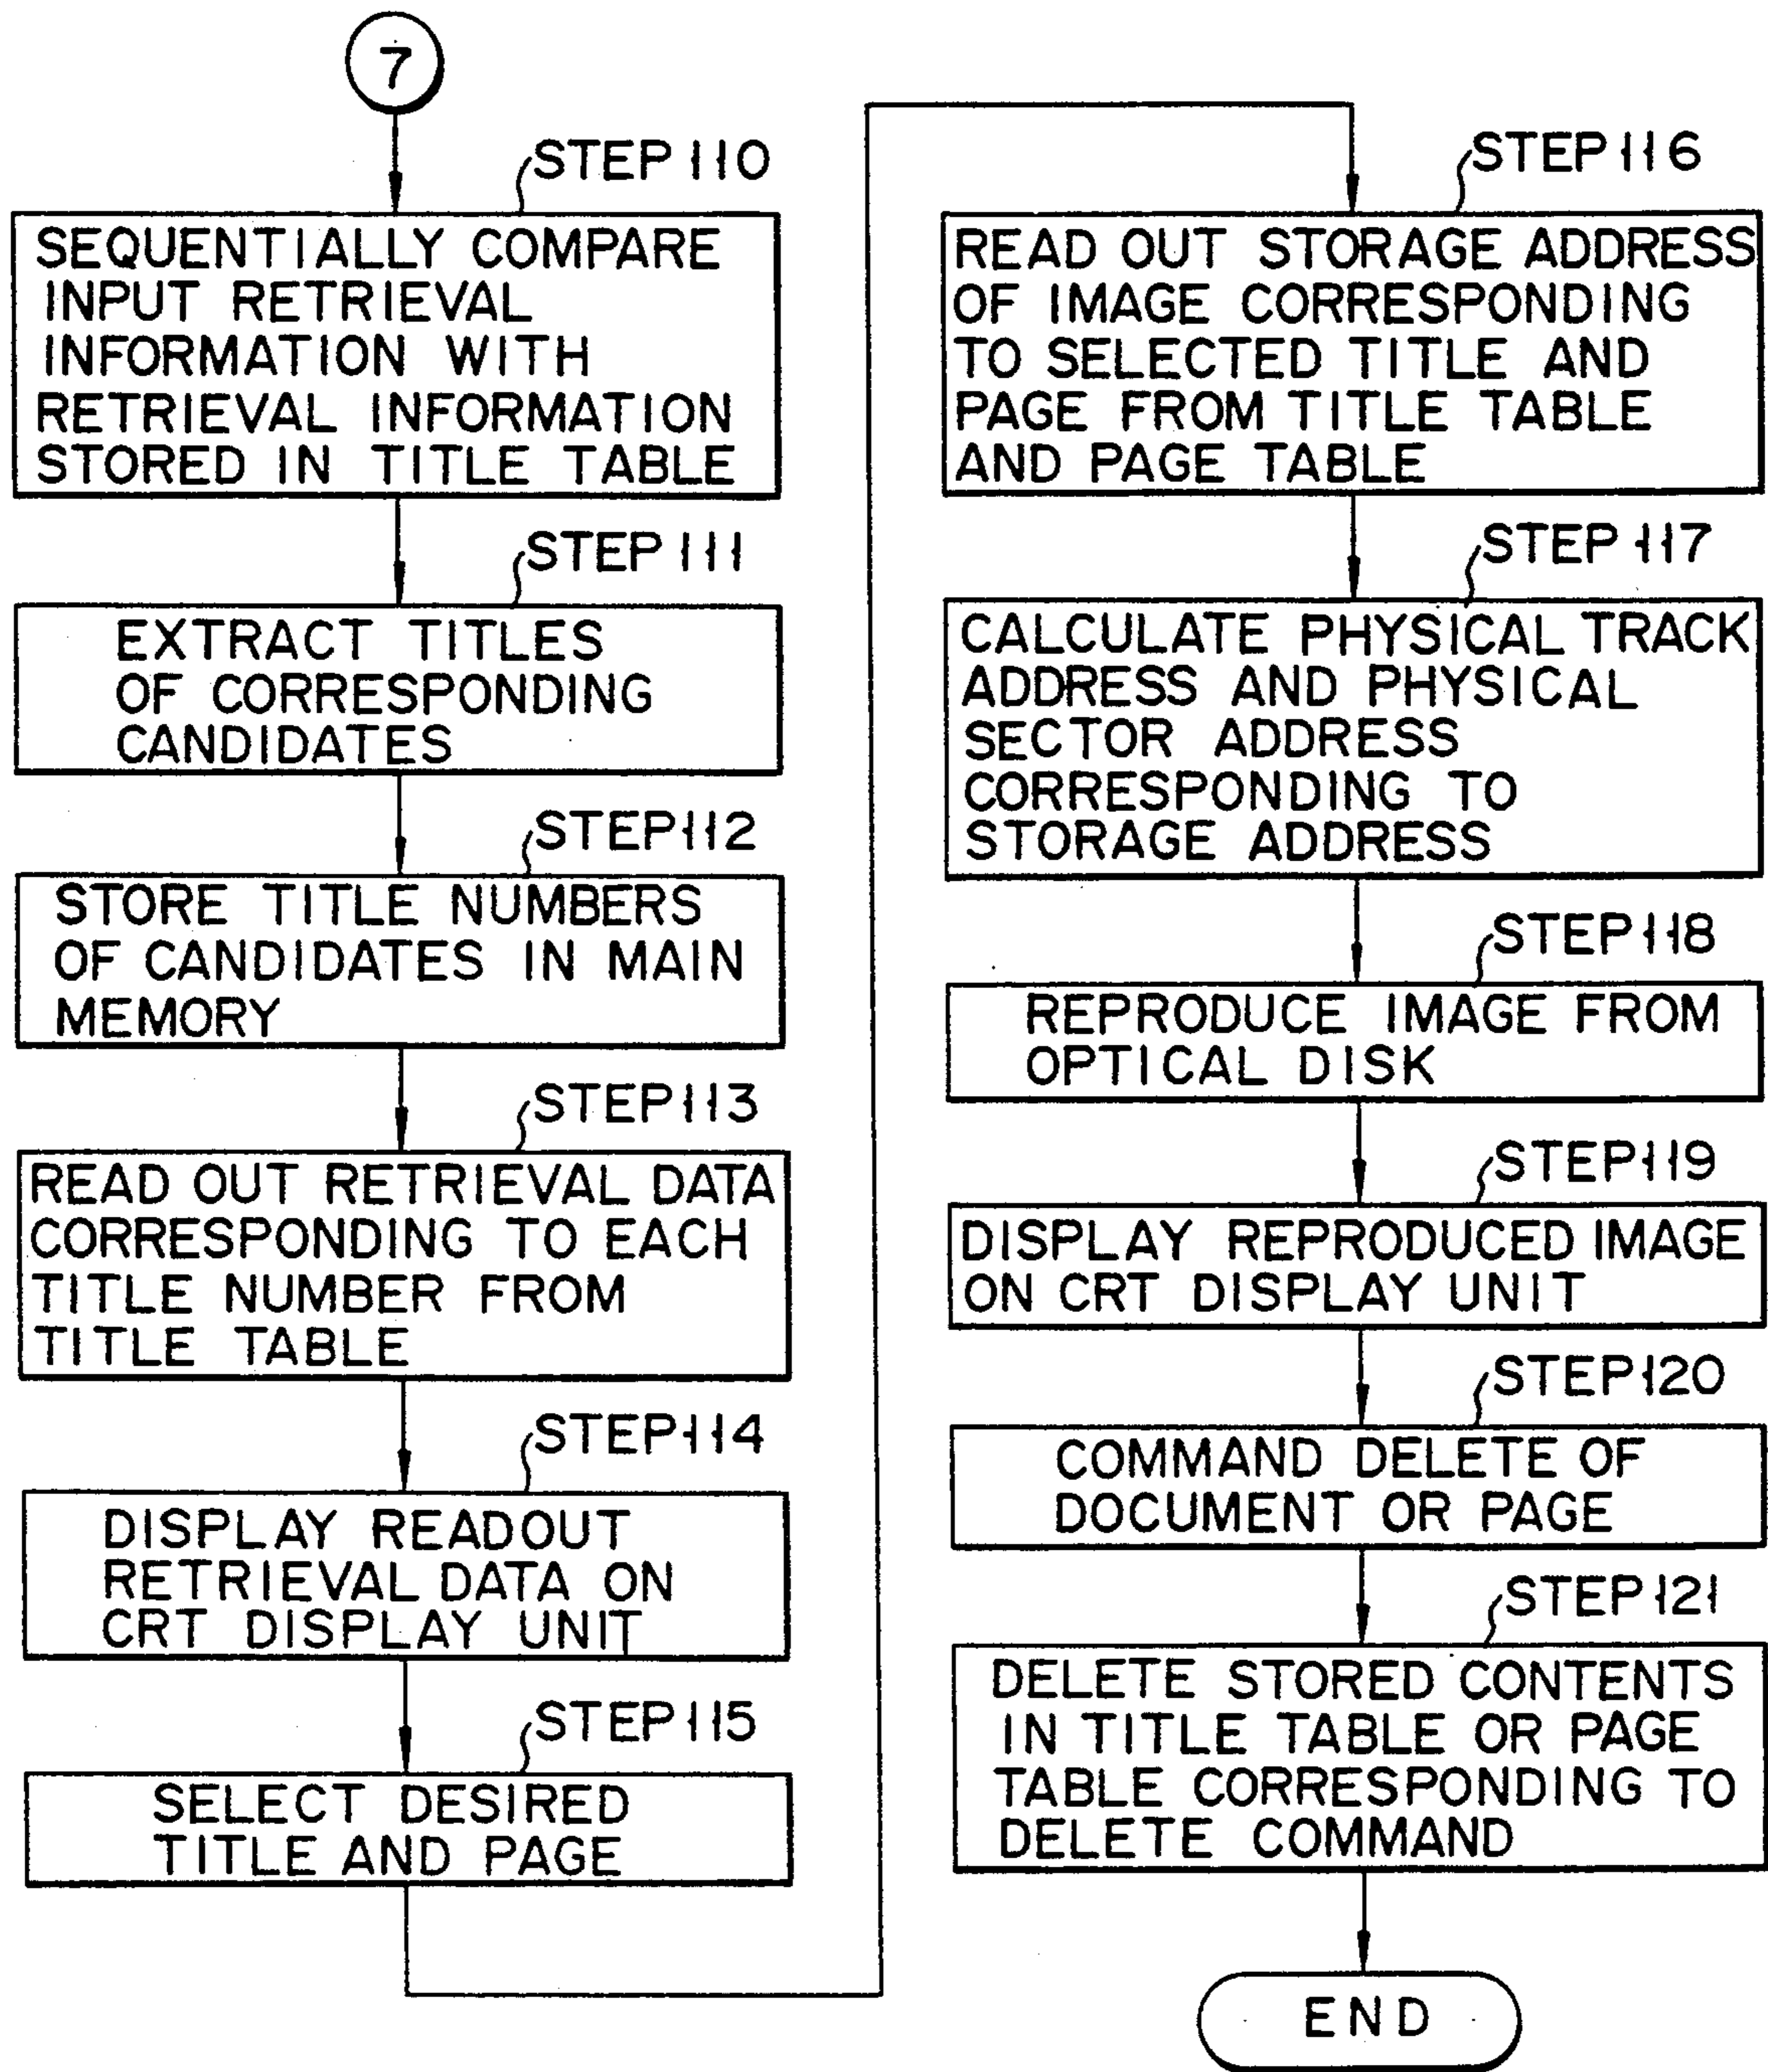 7
STEP 110
SEQUENTIALLY COMPARE
INPUT RETRIEVAL
INFORMATION WITH
RETRIEVAL INFORMATION
STORED IN TITLE TABLE
STEP 111
EXTRACT TITLES
OF CORRESPONDING
CANDIDATES
STEP 112
STORE TITLE NUMBERS
OF CANDIDATES IN MAIN
MEMORY
STEP 113
READ OUT RETRIEVAL DATA
CORRESPONDING TO EACH
TITLE NUMBER FROM
TITLE TABLE
STEP 114
DISPLAY READOUT
RETRIEVAL DATA ON
CRT DISPLAY UNIT
STEP 115
SELECT DESIRED
TITLE AND PAGE
STEP 116
READ OUT STORAGE ADDRESS
OF IMAGE CORRESPONDING
TO SELECTED TITLE AND
PAGE FROM TITLE TABLE
AND PAGE TABLE
STEP 117
CALCULATE PHYSICAL TRACK
ADDRESS AND PHYSICAL
SECTOR ADDRESS
CORRESPONDING TO
STORAGE ADDRESS
STEP 118
REPRODUCE IMAGE FROM
OPTICAL DISK
STEP 119
DISPLAY REPRODUCED IMAGE
ON CRT DISPLAY UNIT
STEP 120
COMMAND DELETE OF
DOCUMENT OR PAGE
STEP 121
DELETE STORED CONTENTS
IN TITLE TABLE OR PAGE
TABLE CORRESPONDING TO
DELETE COMMAND
END